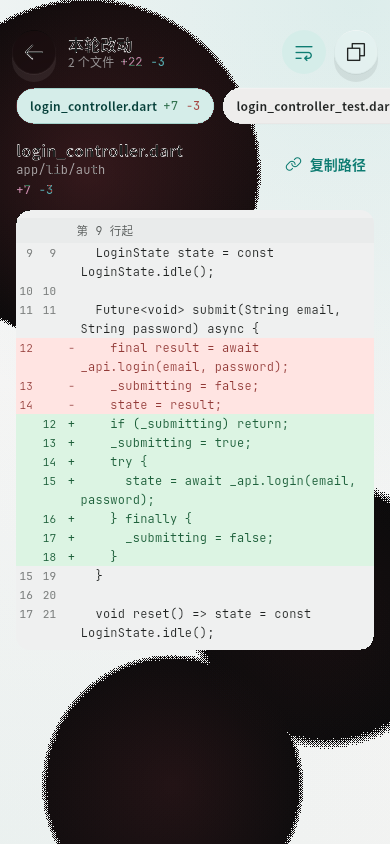 本轮改动
2 个文件 +22 -3
login_controller.dart +7 -3
login_controller_test.dar
login_controller.dart
app/lib/auth
+7 -3
复制路径
第 9 行起
9 9 LoginState state = const
LoginState.idle();
10 10
11 11 Future<void> submit(String email,
String password) async {
12 - final result = await
_api.login(email, password);
13 - _submitting = false;
14 - state = result;
12 + if (_submitting) return;
13 + _submitting = true;
14 + try {
15 + state = await _api.login(email,
password);
16 + } finally {
17 + _submitting = false;
18 + }
15 19 }
16 20
17 21 void reset() => state = const
LoginState.idle();